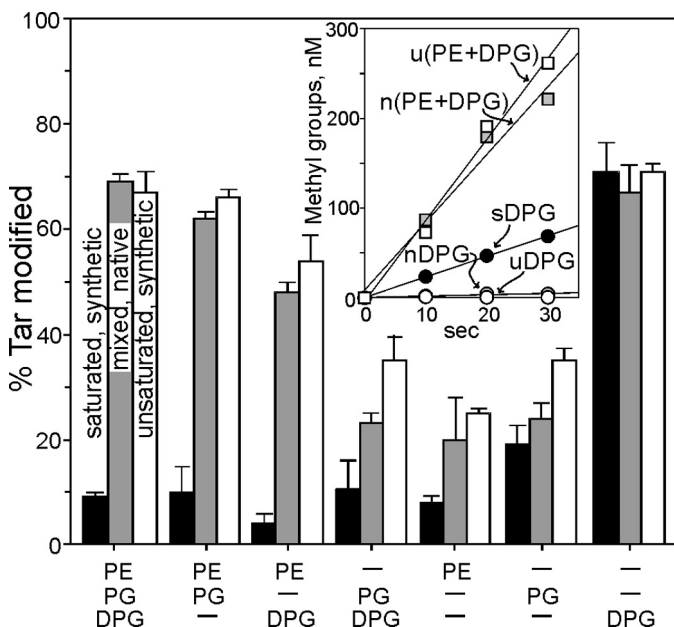 100
80
60
40
20
0
% Tar modified
saturated, synthetic
mixed, native
unsaturated, synthetic
Methyl groups, nM
300
200
100
0
u(PE+DPG)
n(PE+DPG)
sDPG
nDPG
uDPG
0 10 20 30
sec
PE PE PE — PE — —
PG PG — PG — PG —
DPG — DPG DPG — — DPG